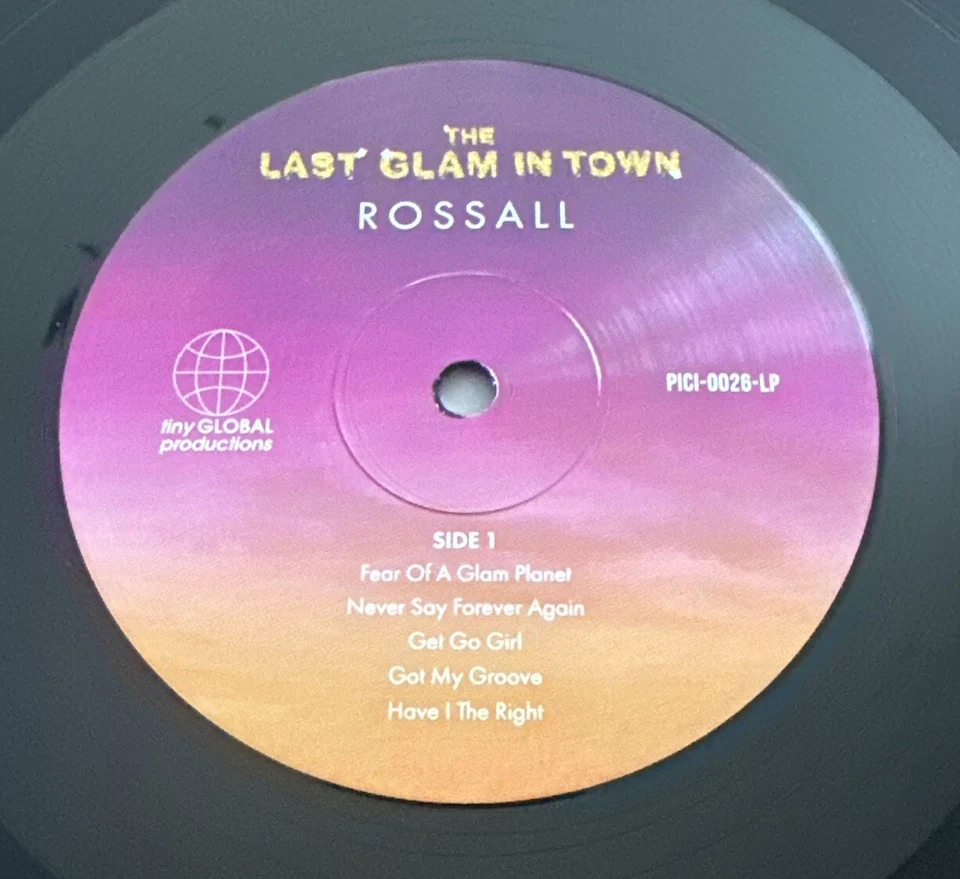 THE
LAST GLAM IN TOWN
ROSSALL
tiny GLOBAL
productions
PICI-0026-LP
SIDE 1
Fear Of A Glam Planet
Never Say Forever Again
Get Go Girl
Got My Groove
Have I The Right